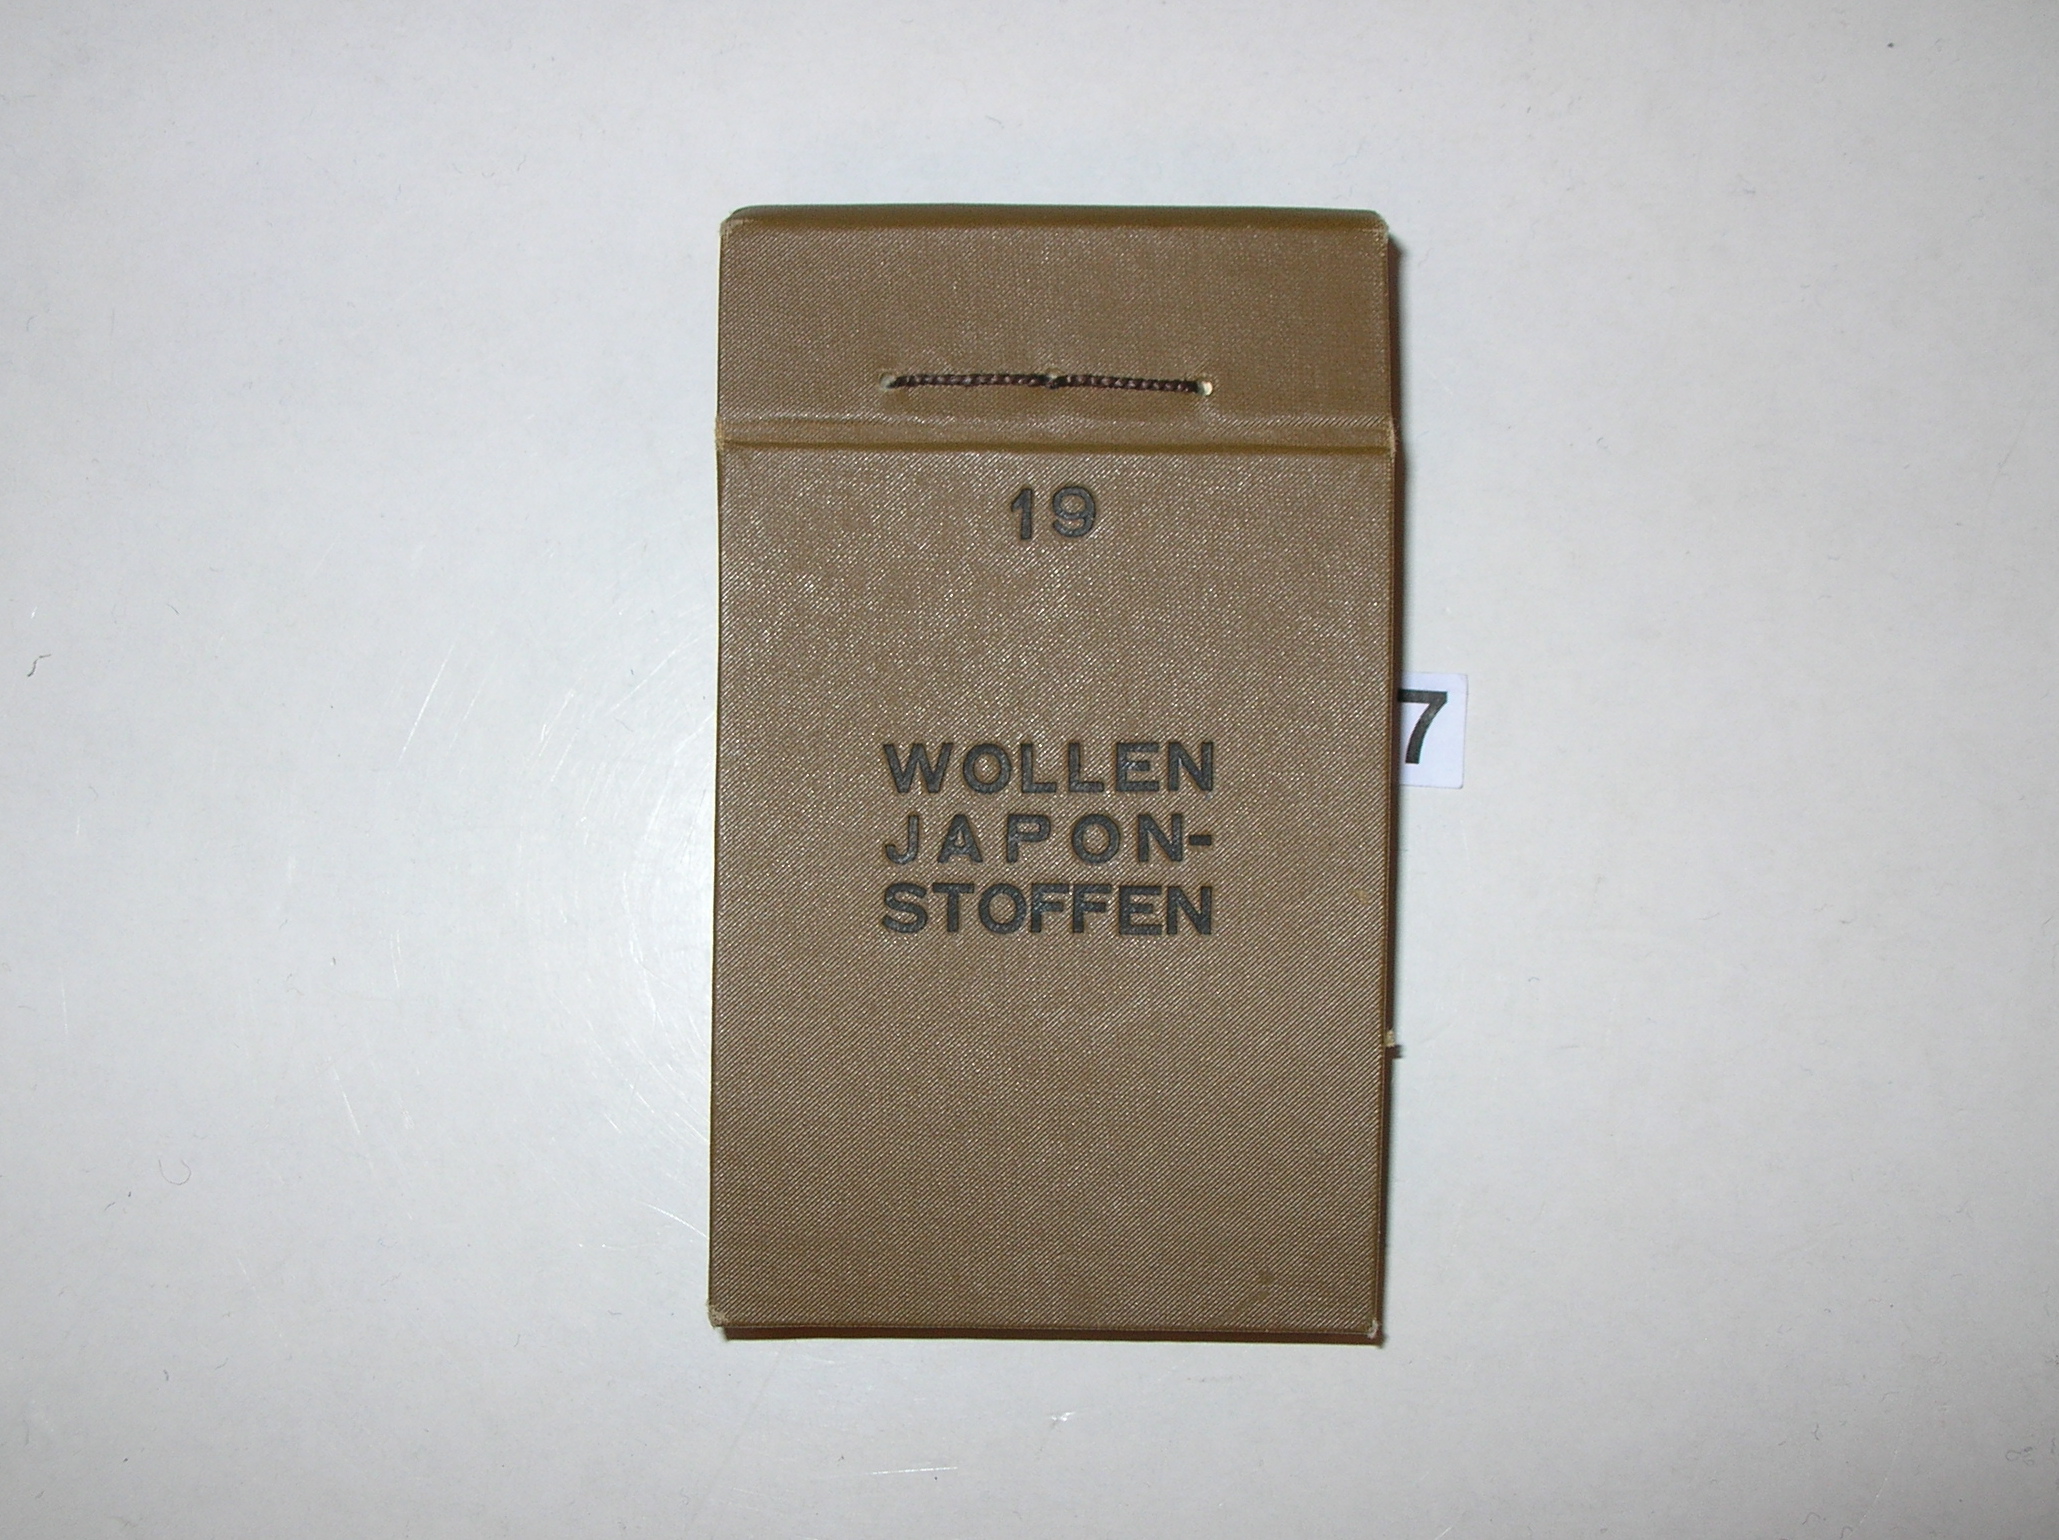 19
7
WOLLEN
JAPON-
STOFFEN